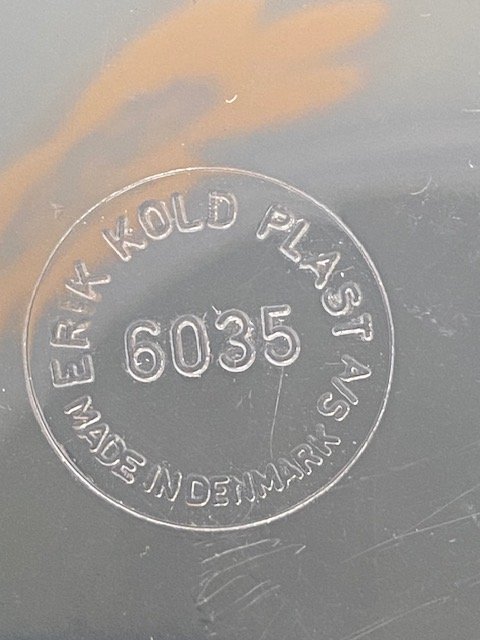 ERIK KOLD PLAST A/S
6035
MADE IN DENMARK